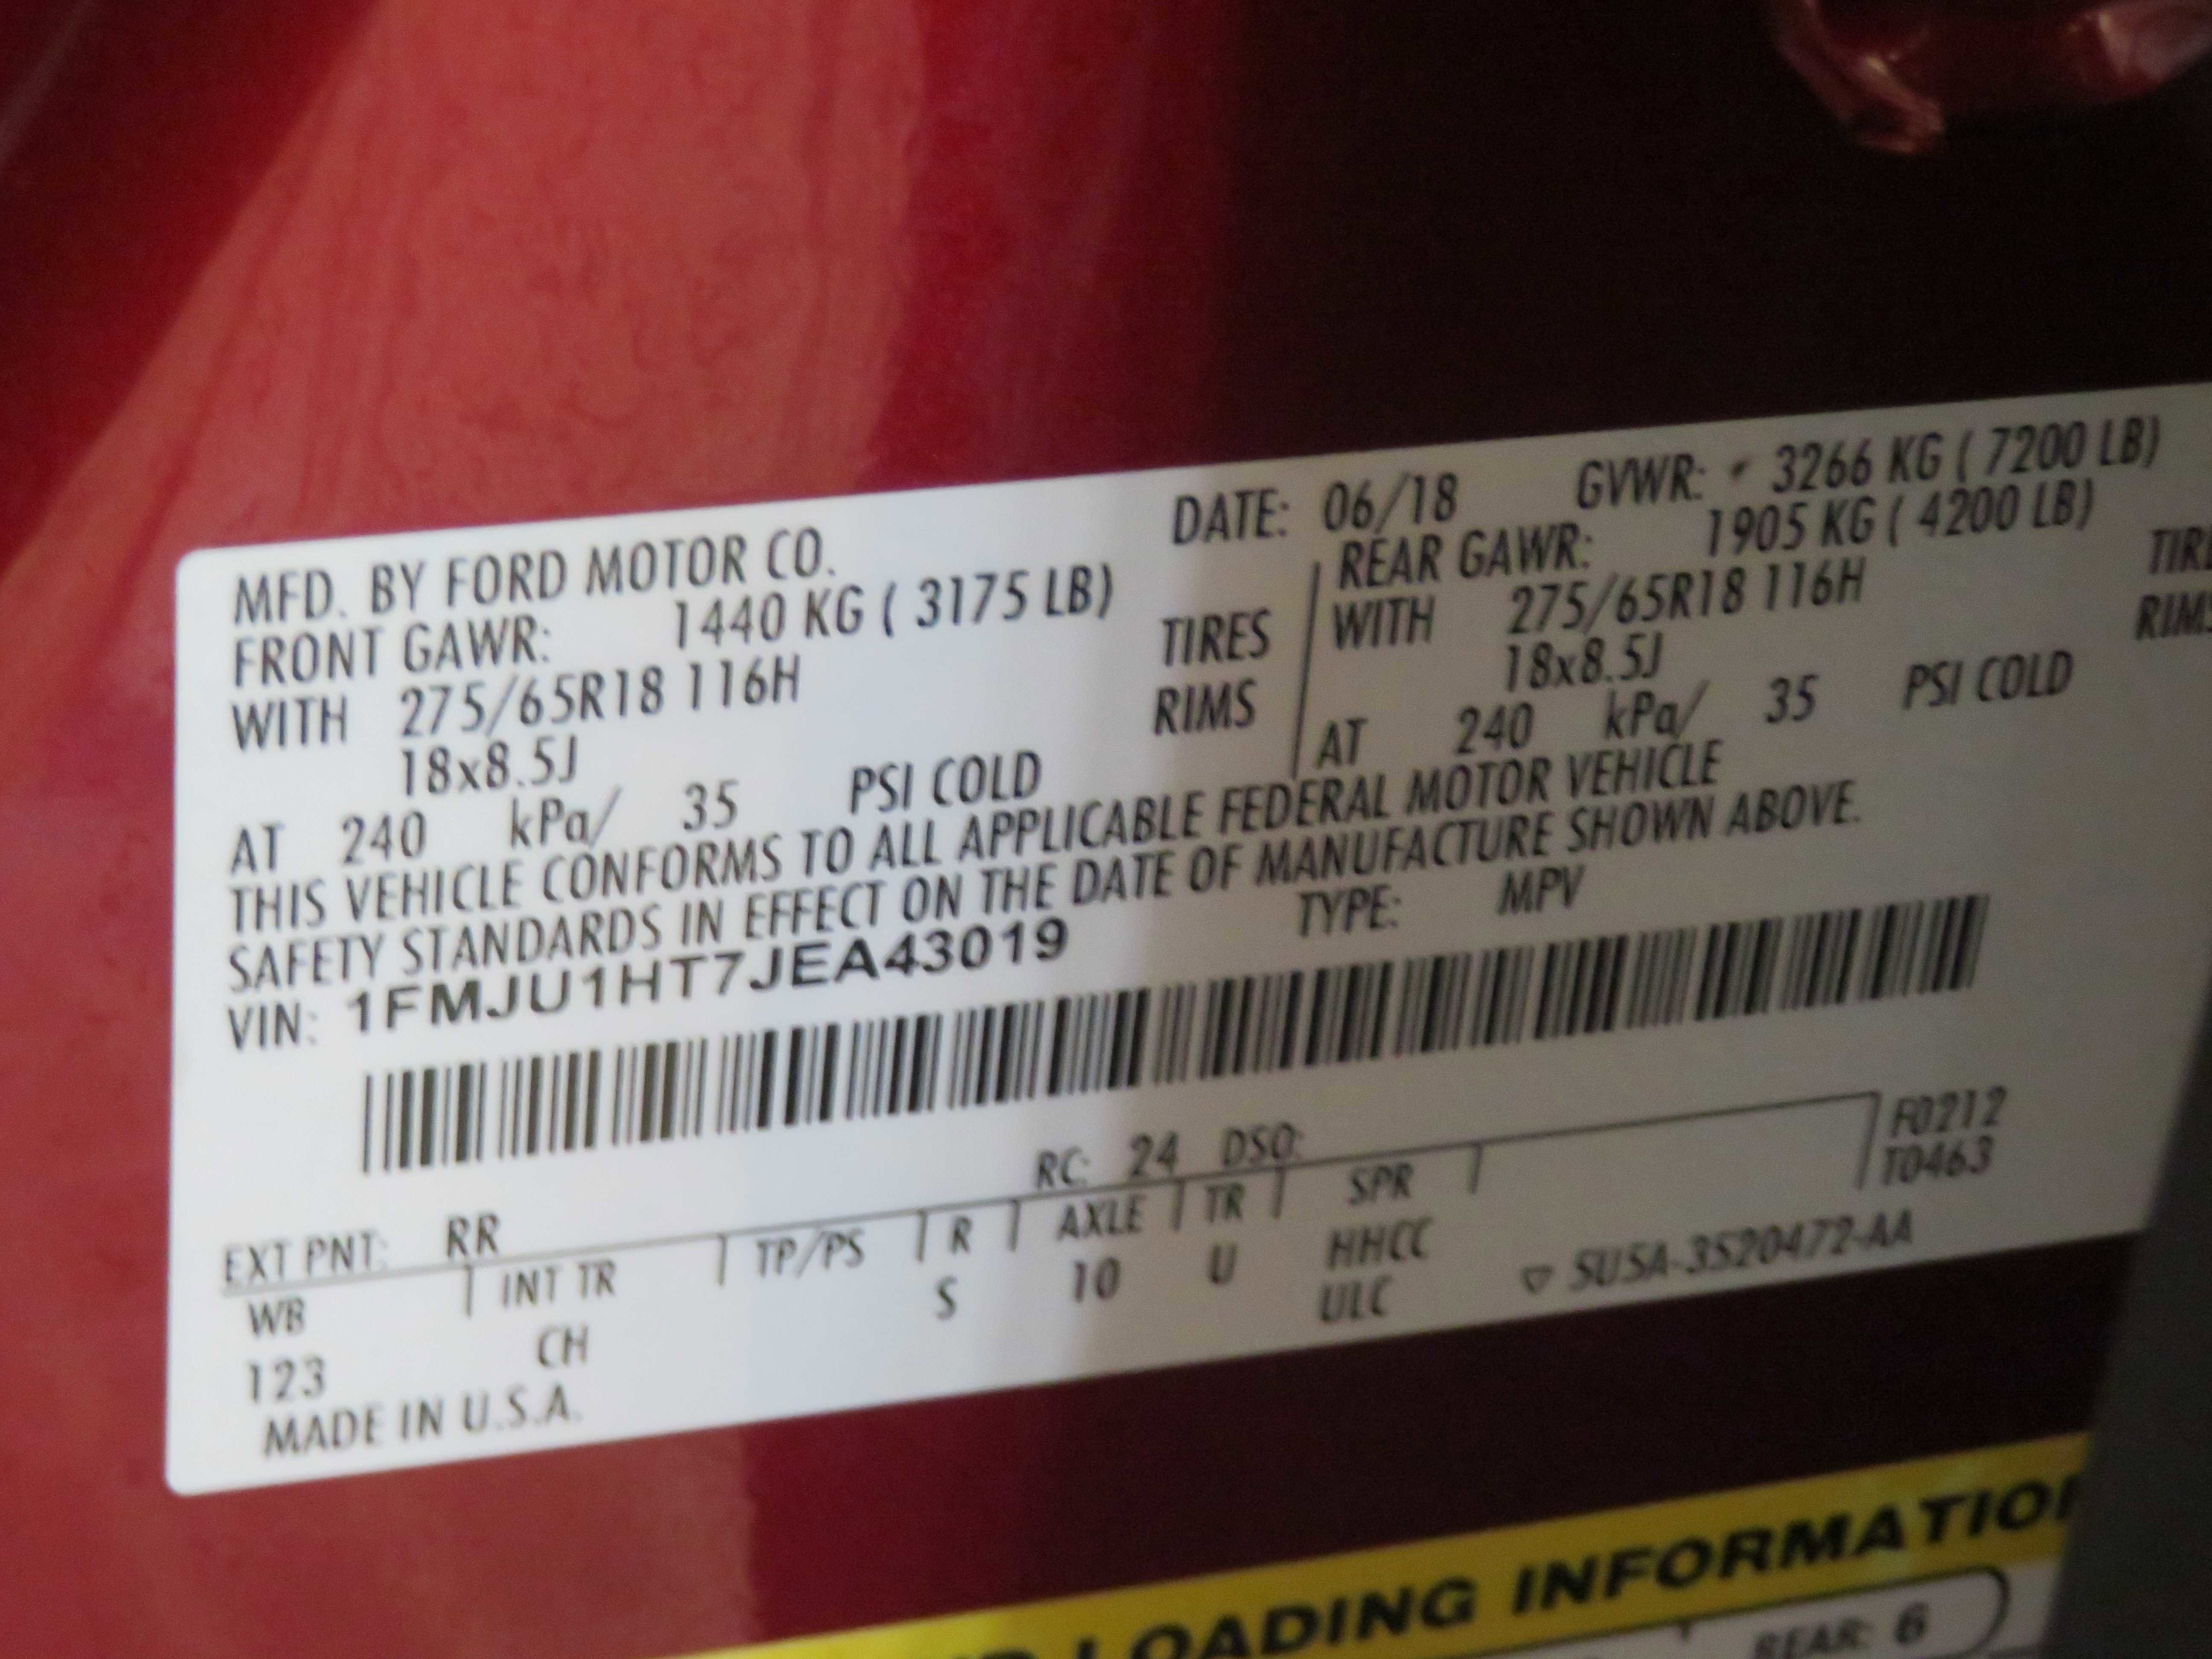 MFD. BY FORD MOTOR CO. DATE: 06/18 GVWR: 3266 KG ( 7200 LB)
FRONT GAWR: 1440 KG ( 3175 LB) REAR GAWR: 1905 KG ( 4200 LB)
WITH 275/65R18 116H TIRES WITH 275/65R18 116H TIRE
18x8.5J RIMS 18x8.5J RIMS
AT 240 kPa/ 35 PSI COLD AT 240 kPa/ 35 PSI COLD
THIS VEHICLE CONFORMS TO ALL APPLICABLE FEDERAL MOTOR VEHICLE
SAFETY STANDARDS IN EFFECT ON THE DATE OF MANUFACTURE SHOWN ABOVE.
VIN: 1FMJU1HT7JEA43019 TYPE: MPV
F0212
T0463
EXT PNT: RR RC: 24 DSO:
WB INT TR TP/PS R AXLE TR SPR
123 CH S 10 U HHCC
ULC
MADE IN U.S.A. ▽ SU5A-3520472-AA
LOADING INFORMATION
REAR: 6